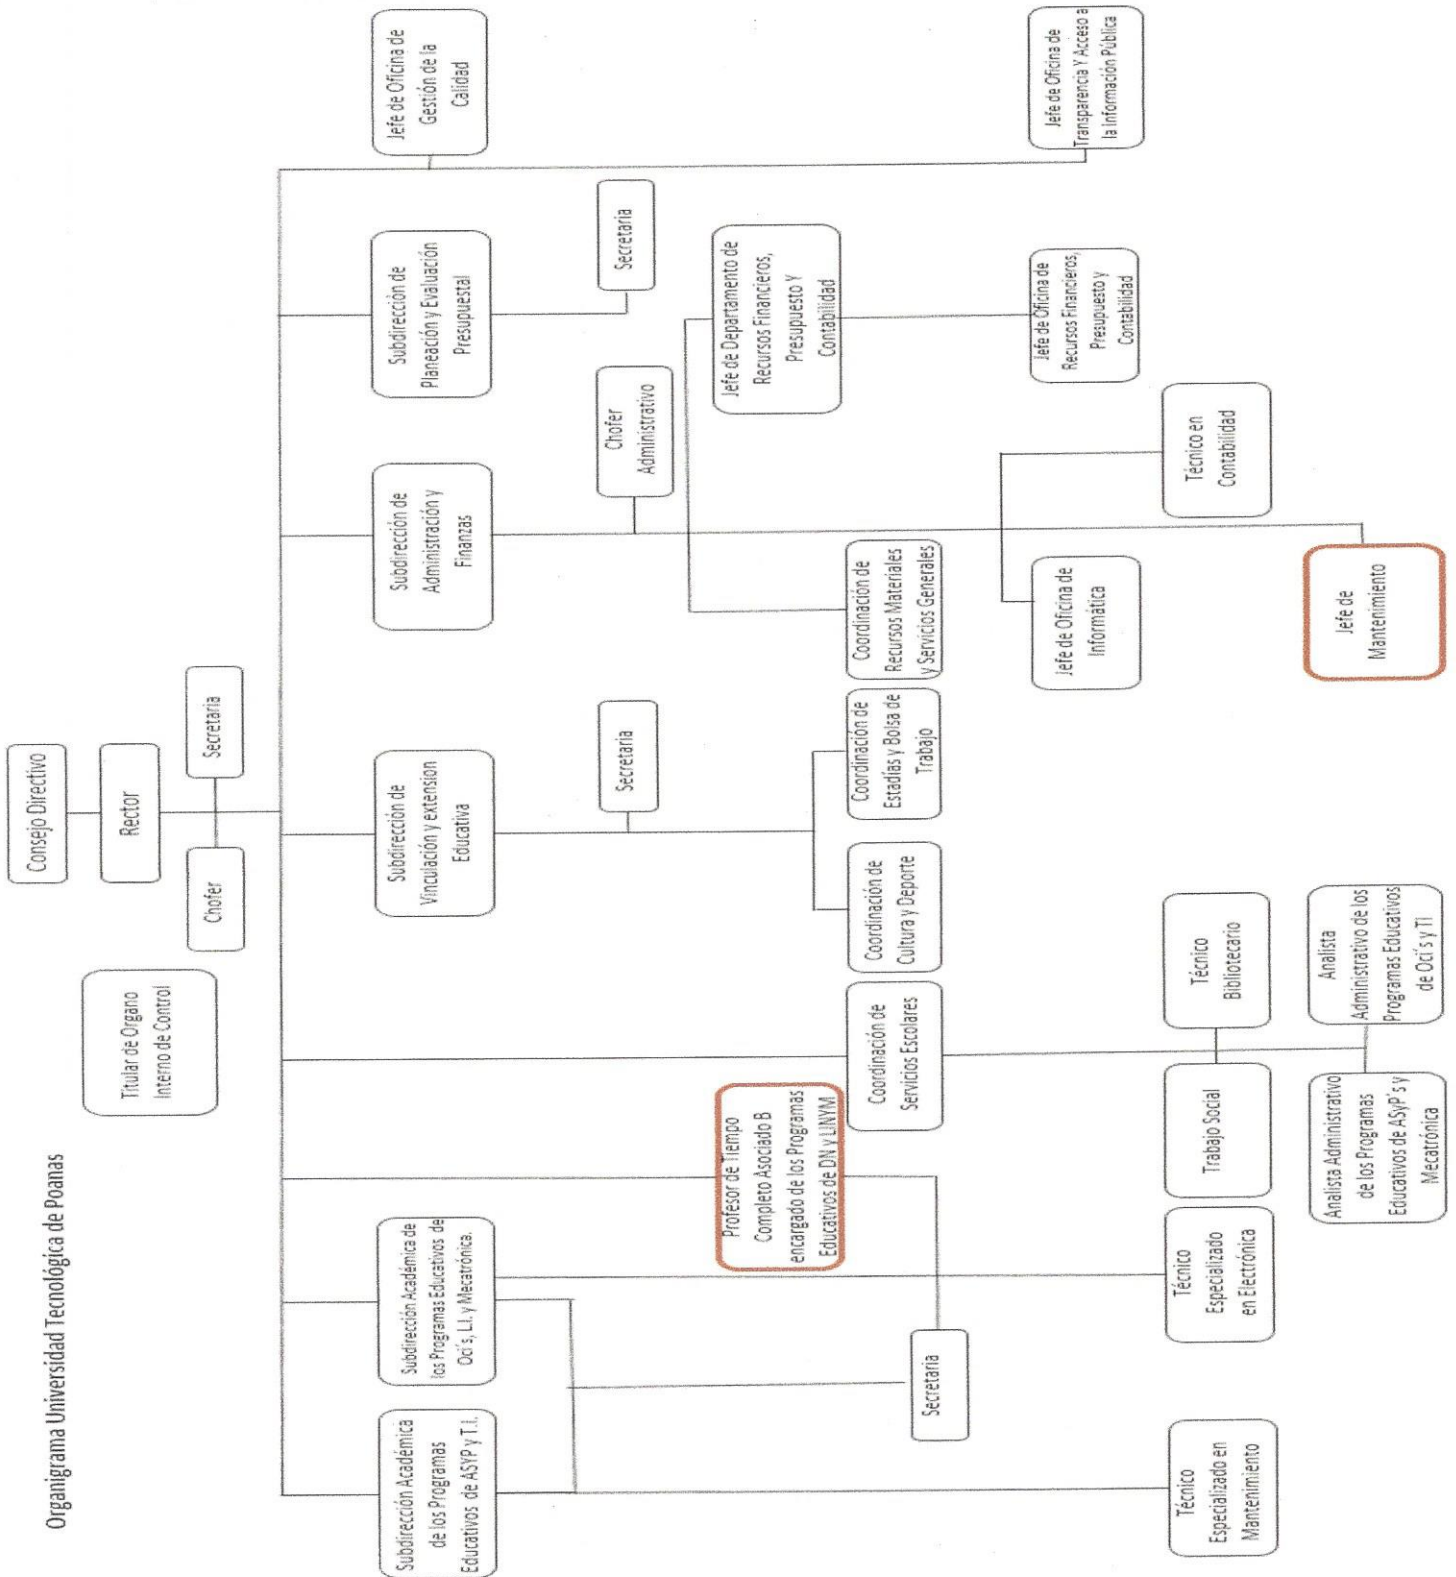 Organigrama Universidad Tecnológica de Poanas
Consejo Directivo
Rector
Titular de Organo
Interno de Control
Chofer
Secretaria
Subdirección Académica
de los Programas
Educativos de ASYP y T.I.
Subdirección Académica de
los Programas Educativos de
Oci´s, L.I. y Mecatrónica.
Subdirección de
Vinculación y extension
Educativa
Subdirección de
Administración y
Finanzas
Subdirección de
Planeación y Evaluación
Presupuestal
Jefe de Oficina de
Gestión de la
Calidad
Secretaria
Chofer
Administrativo
Secretaria
Profesor de Tiempo
Completo Asociado B
encargado de los Programas
Educativos de DN y LINYM
Jefe de Departamento de
Recursos Financieros,
Presupuesto Y
Contabilidad
Coordinación de
Servicios Escolares
Coordinación de
Cultura y Deporte
Coordinación de
Estadías y Bolsa de
Trabajo
Coordinación de
Recursos Materiales
y Servicios Generales
Secretaria
Jefe de Oficina de
Informática
Jefe de Oficina de
Recursos Financieros,
Presupuesto y
Contabilidad
Jefe de Oficina de
Transparencia Y Acceso a
la Información Pública
Técnico
Especializado en
Mantenimiento
Técnico
Especializado
en Electrónica
Trabajo Social
Técnico
Bibliotecario
Técnico en
Contabilidad
Analista Administrativo
de los Programas
Educativos de ASyP´s y
Mecatrónica
Analista
Administrativo de los
Programas Educativos
de Oci´s y TI
Jefe de
Mantenimiento